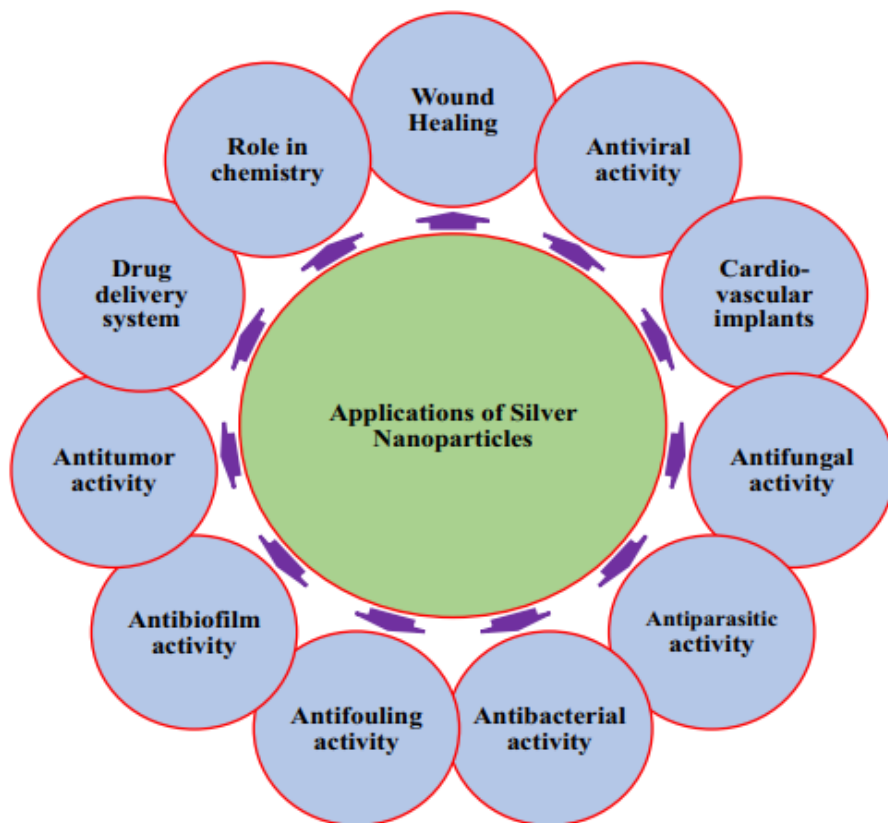 Wound
Healing
Antiviral
activity
Cardio-
vascular
implants
Antifungal
activity
Antiparasitic
activity
Antibacterial
activity
Antifouling
activity
Antibiofilm
activity
Antitumor
activity
Drug
delivery
system
Role in
chemistry
Applications of Silver
Nanoparticles